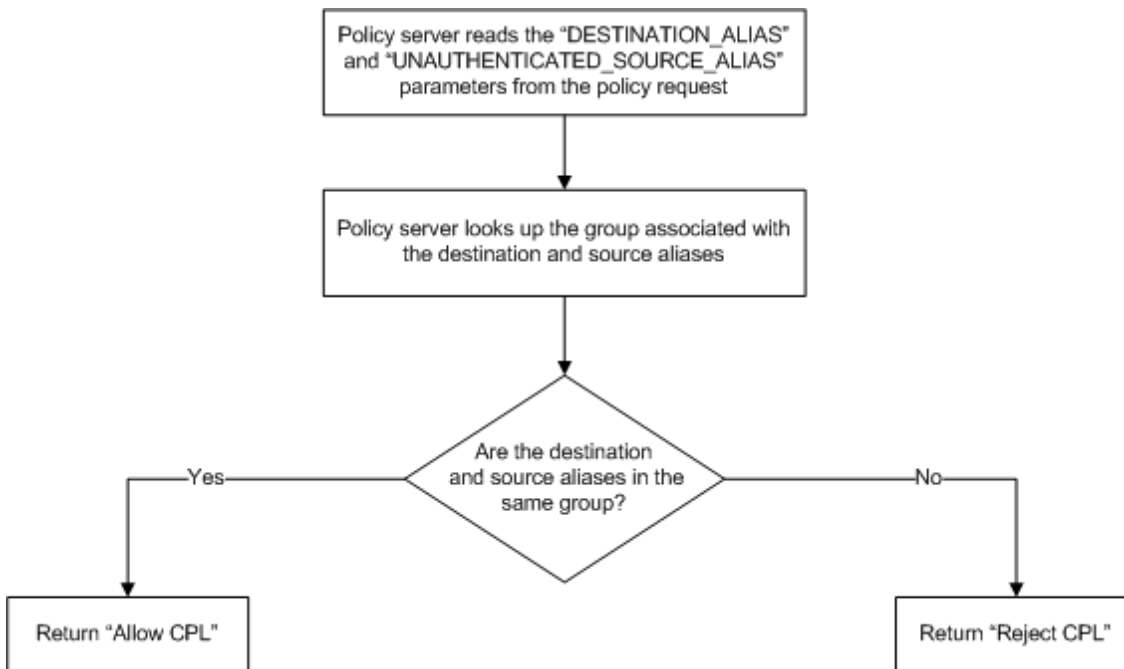 Policy server reads the “DESTINATION_ALIAS”
and “UNAUTHENTICATED_SOURCE_ALIAS”
parameters from the policy request
Policy server looks up the group associated with
the destination and source aliases
Are the destination
and source aliases in the
same group?
Yes
No
Return “Allow CPL”
Return “Reject CPL”